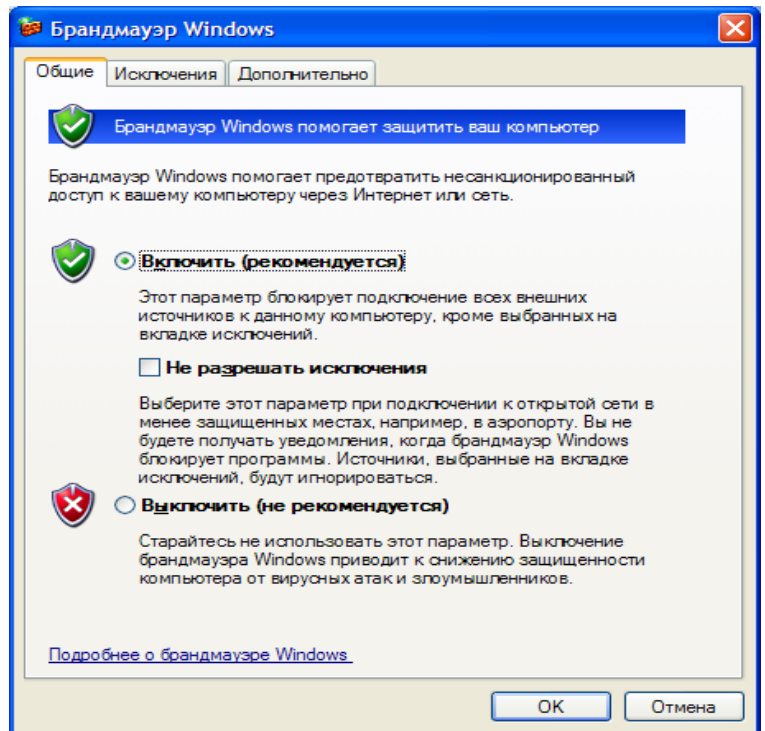 Брандмауэр Windows
Общие Исключения Дополнительно
Брандмауэр Windows помогает защитить ваш компьютер
Брандмауэр Windows помогает предотвратить несанкционированный
доступ к вашему компьютеру через Интернет или сеть.
Включить (рекомендуется)
Этот параметр блокирует подключение всех внешних
источников к данному компьютеру, кроме выбранных на
вкладке исключений.
Не разрешать исключения
Выберите этот параметр при подключении к открытой сети в
менее защищенных местах, например, в аэропорту. Вы не
будете получать уведомления, когда брандмауэр Windows
блокирует программы. Источники, выбранные на вкладке
исключений, будут игнорироваться.
Выключить (не рекомендуется)
Старайтесь не использовать этот параметр. Выключение
брандмауэра Windows приводит к снижению защищенности
компьютера от вирусных атак и злоумышленников.
Подробнее о брандмауэре Windows
OK Отмена